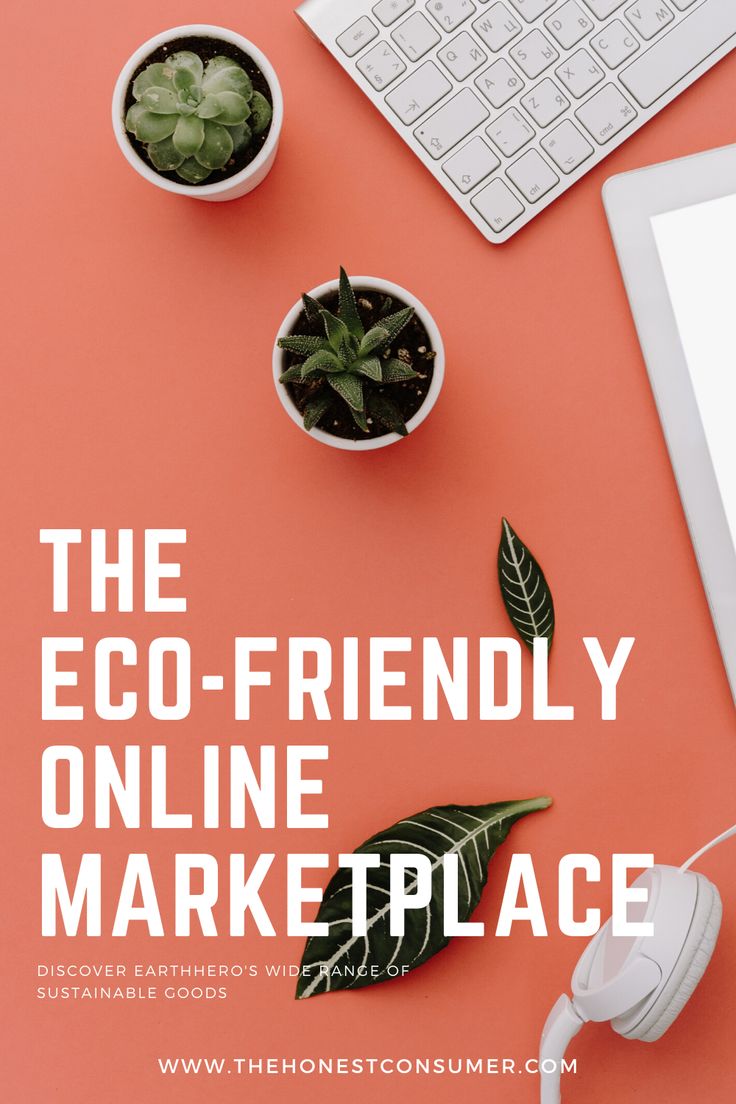 THE
ECO-FRIENDLY
ONLINE
MARKETPLACE
DISCOVER EARTHHERO'S WIDE RANGE OF
SUSTAINABLE GOODS
WWW.THEHONESTCONSUMER.COM